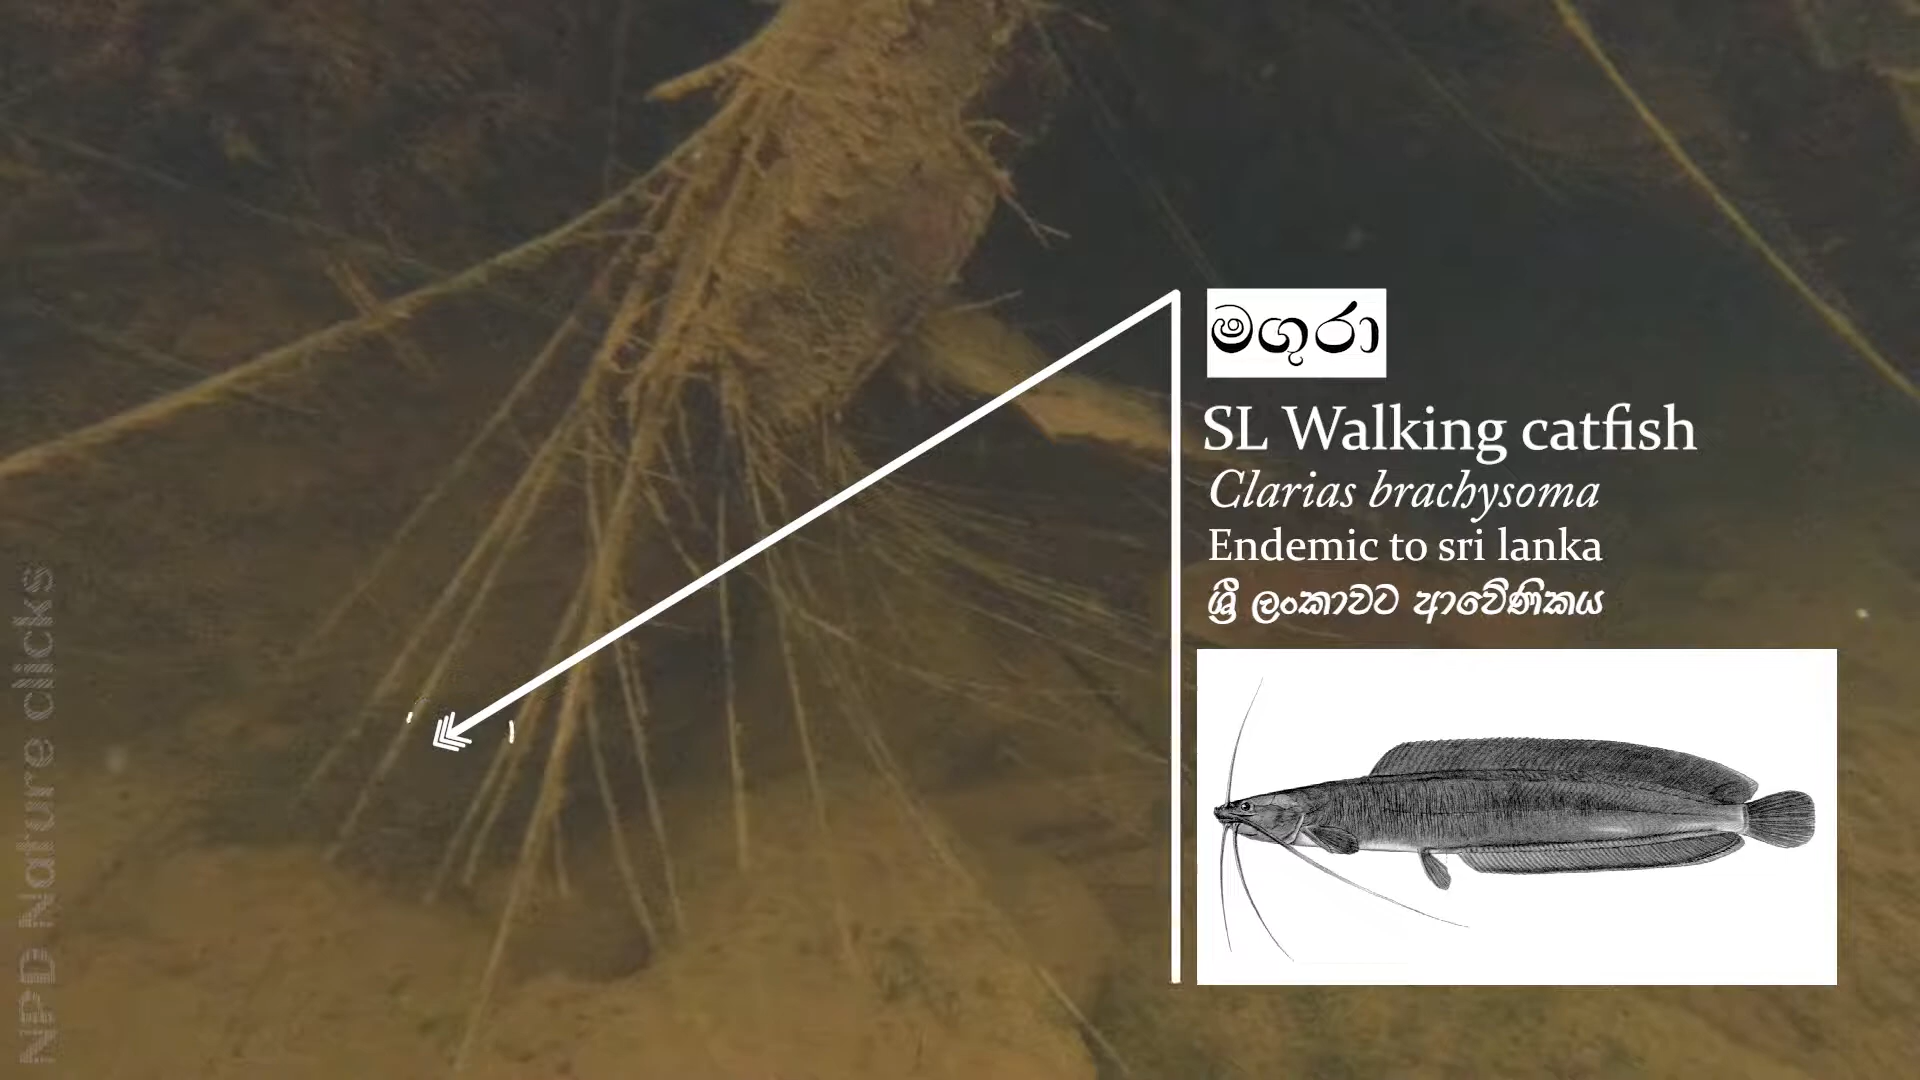 මගුරා
SL Walking catfish
Clarias brachysoma
Endemic to sri lanka
ශ්‍රී ලංකාවට ආවේණිකය
NPD Nature clicks